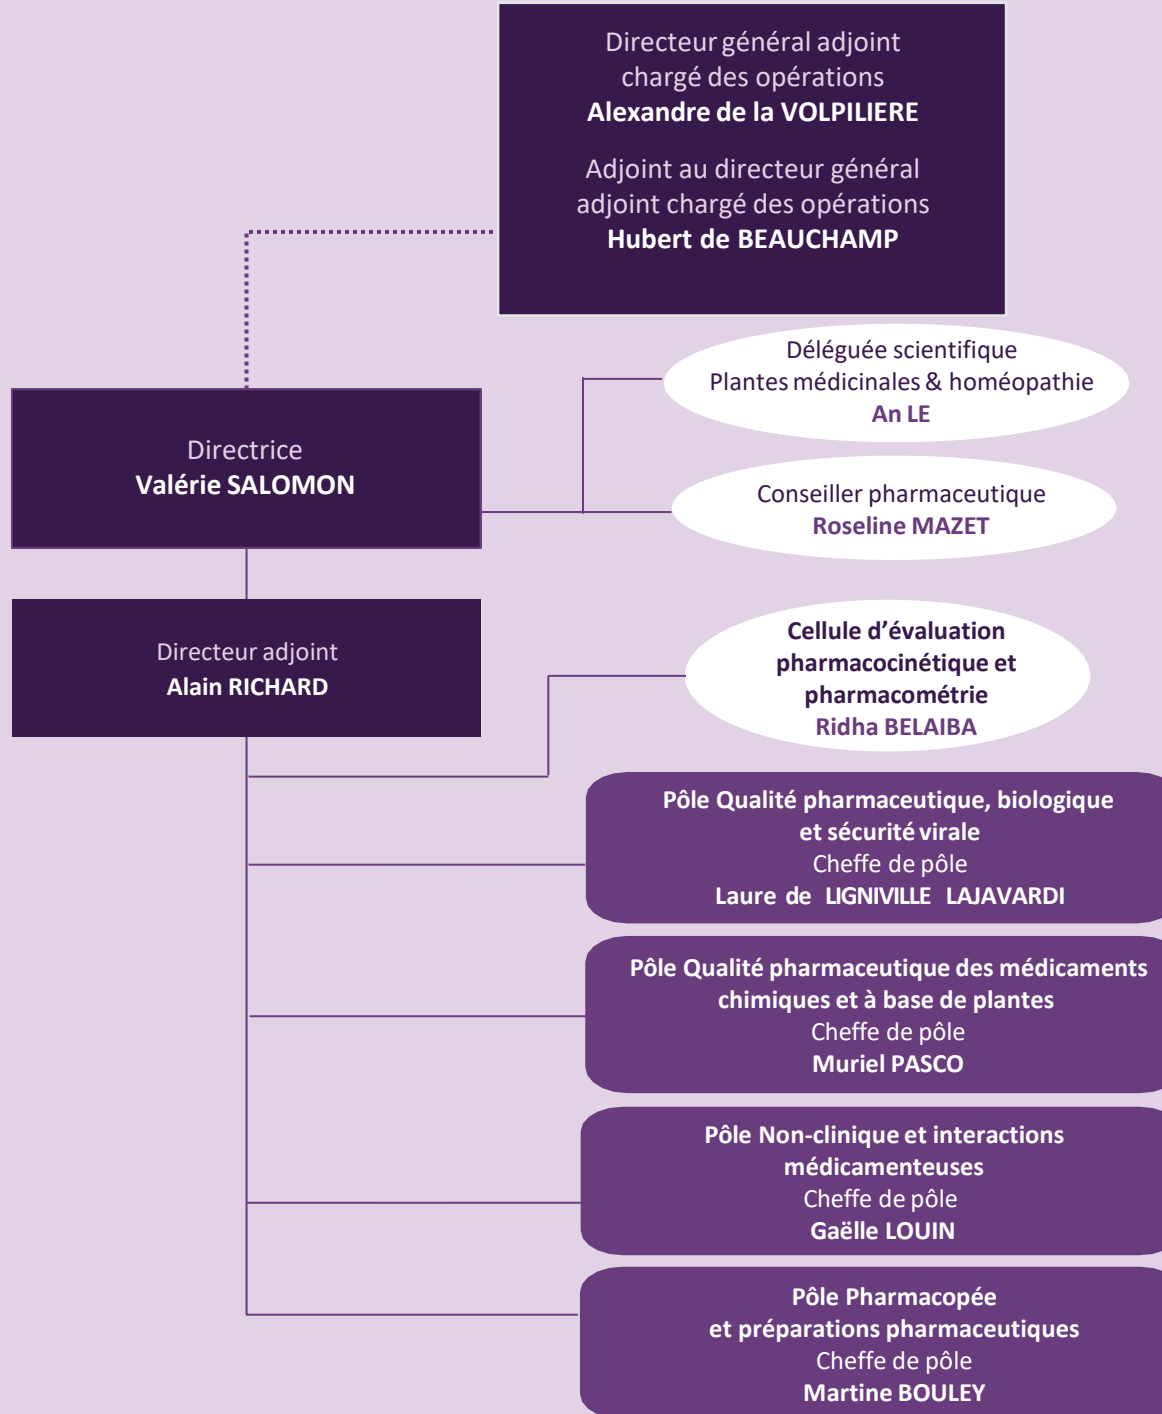 Directeur général adjoint
chargé des opérations
Alexandre de la VOLPILIERE
Adjoint au directeur général
adjoint chargé des opérations
Hubert de BEAUCHAMP
Déléguée scientifique
Plantes médicinales & homéopathie
An LE
Directrice
Valérie SALOMON
Conseiller pharmaceutique
Roseline MAZET
Directeur adjoint
Alain RICHARD
Cellule d’évaluation
pharmacocinétique et
pharmacométrie
Ridha BELAIBA
Pôle Qualité pharmaceutique, biologique
et sécurité virale
Cheffe de pôle
Laure de LIGNIVILLE LAJAVARDI
Pôle Qualité pharmaceutique des médicaments
chimiques et à base de plantes
Cheffe de pôle
Muriel PASCO
Pôle Non-clinique et interactions
médicamenteuses
Cheffe de pôle
Gaëlle LOUIN
Pôle Pharmacopée
et préparations pharmaceutiques
Cheffe de pôle
Martine BOULEY